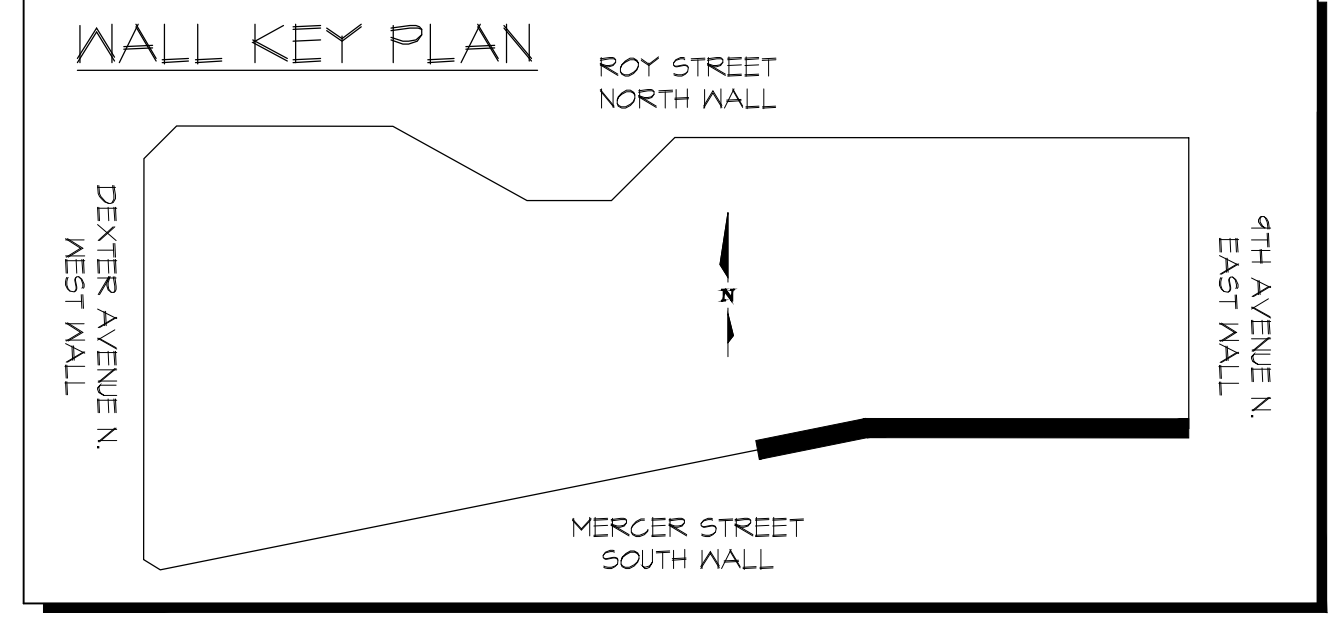 WALL KEY PLAN
ROY STREET
NORTH WALL
DEXTER AVENUE N.
WEST WALL
N
9TH AVENUE N.
EAST WALL
MERCER STREET
SOUTH WALL